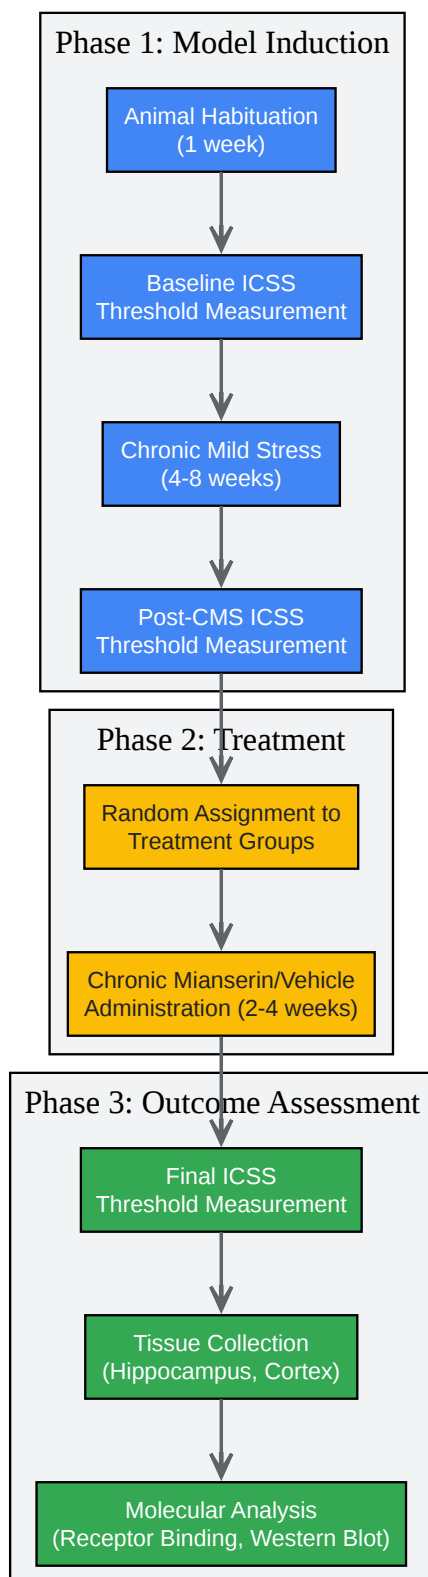 Phase 1: Model Induction
Animal Habituation
(1 week)
Baseline ICSS
Threshold Measurement
Chronic Mild Stress
(4-8 weeks)
Post-CMS ICSS
Threshold Measurement
Phase 2: Treatment
Random Assignment to
Treatment Groups
Chronic Mianserin/Vehicle
Administration (2-4 weeks)
Phase 3: Outcome Assessment
Final ICSS
Threshold Measurement
Tissue Collection
(Hippocampus, Cortex)
Molecular Analysis
(Receptor Binding, Western Blot)